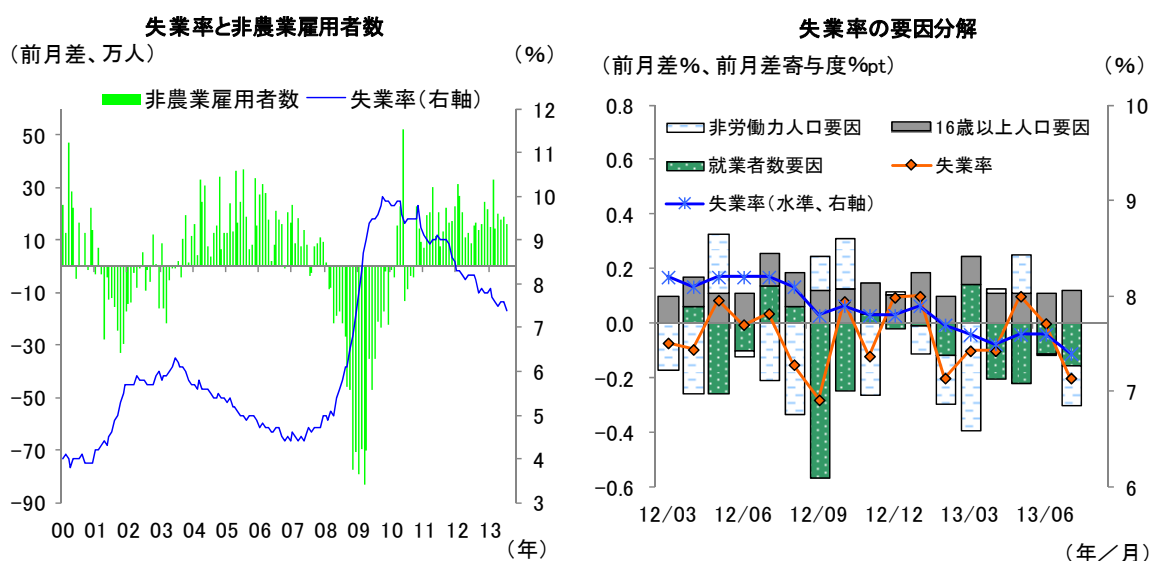 失業率と非農業雇用者数
（前月差、万人）
（%）
非農業雇用者数
失業率（右軸）
50
30
10
−10
−30
−50
−70
−90
12
11
10
9
8
7
6
5
4
3
00 01 02 03 04 05 06 07 08 09 10 11 12 13
（年）
失業率の要因分解
（前月差%、前月差寄与度%pt）
（%）
非労働力人口要因
16歳以上人口要因
就業者数要因
失業率
失業率（水準、右軸）
0.8
0.6
0.4
0.2
0.0
−0.2
−0.4
−0.6
10
9
8
7
6
12/03 12/06 12/09 12/12 13/03 13/06
（年／月）